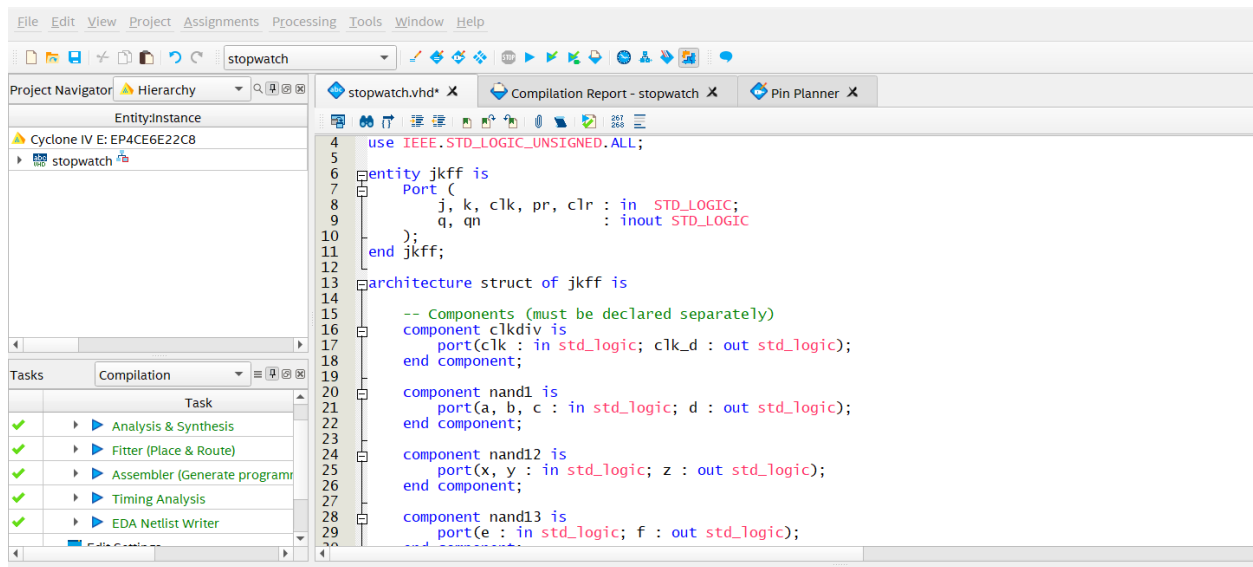 File Edit View Project Assignments Processing Tools Window Help
stopwatch
Project Navigator Hierarchy
Entity:Instance
Cyclone IV E: EP4CE6E22C8
stopwatch
Tasks Compilation
Task
Analysis & Synthesis
Fitter (Place & Route)
Assembler (Generate programm
Timing Analysis
EDA Netlist Writer
stopwatch.vhd* Compilation Report - stopwatch Pin Planner
267
268
4 use IEEE.STD_LOGIC_UNSIGNED.ALL;
5
6 entity jkff is
7 Port (
8 j, k, clk, pr, clr : in STD_LOGIC;
9 q, qn : inout STD_LOGIC
10 );
11 end jkff;
12
13 architecture struct of jkff is
14
15 -- Components (must be declared separately)
16 component clkdiv is
17 port(clk : in std_logic; clk_d : out std_logic);
18 end component;
19
20 component nand1 is
21 port(a, b, c : in std_logic; d : out std_logic);
22 end component;
23
24 component nand12 is
25 port(x, y : in std_logic; z : out std_logic);
26 end component;
27
28 component nand13 is
29 port(e : in std_logic; f : out std_logic);